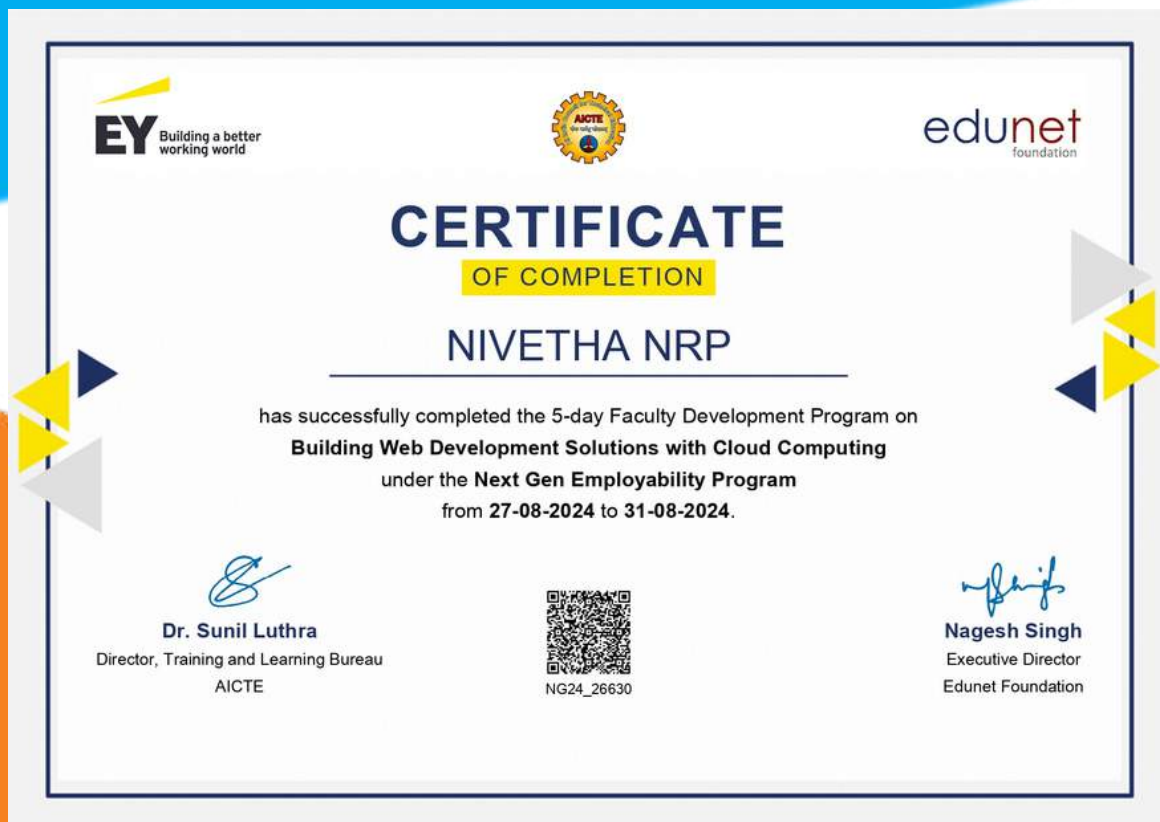 EY Building a better
working world
AICTE
edunet
foundation
CERTIFICATE
OF COMPLETION
NIVETHA NRP
has successfully completed the 5-day Faculty Development Program on
Building Web Development Solutions with Cloud Computing
under the Next Gen Employability Program
from 27-08-2024 to 31-08-2024.
Dr. Sunil Luthra
Director, Training and Learning Bureau
AICTE
NG24_26630
Nagesh Singh
Executive Director
Edunet Foundation